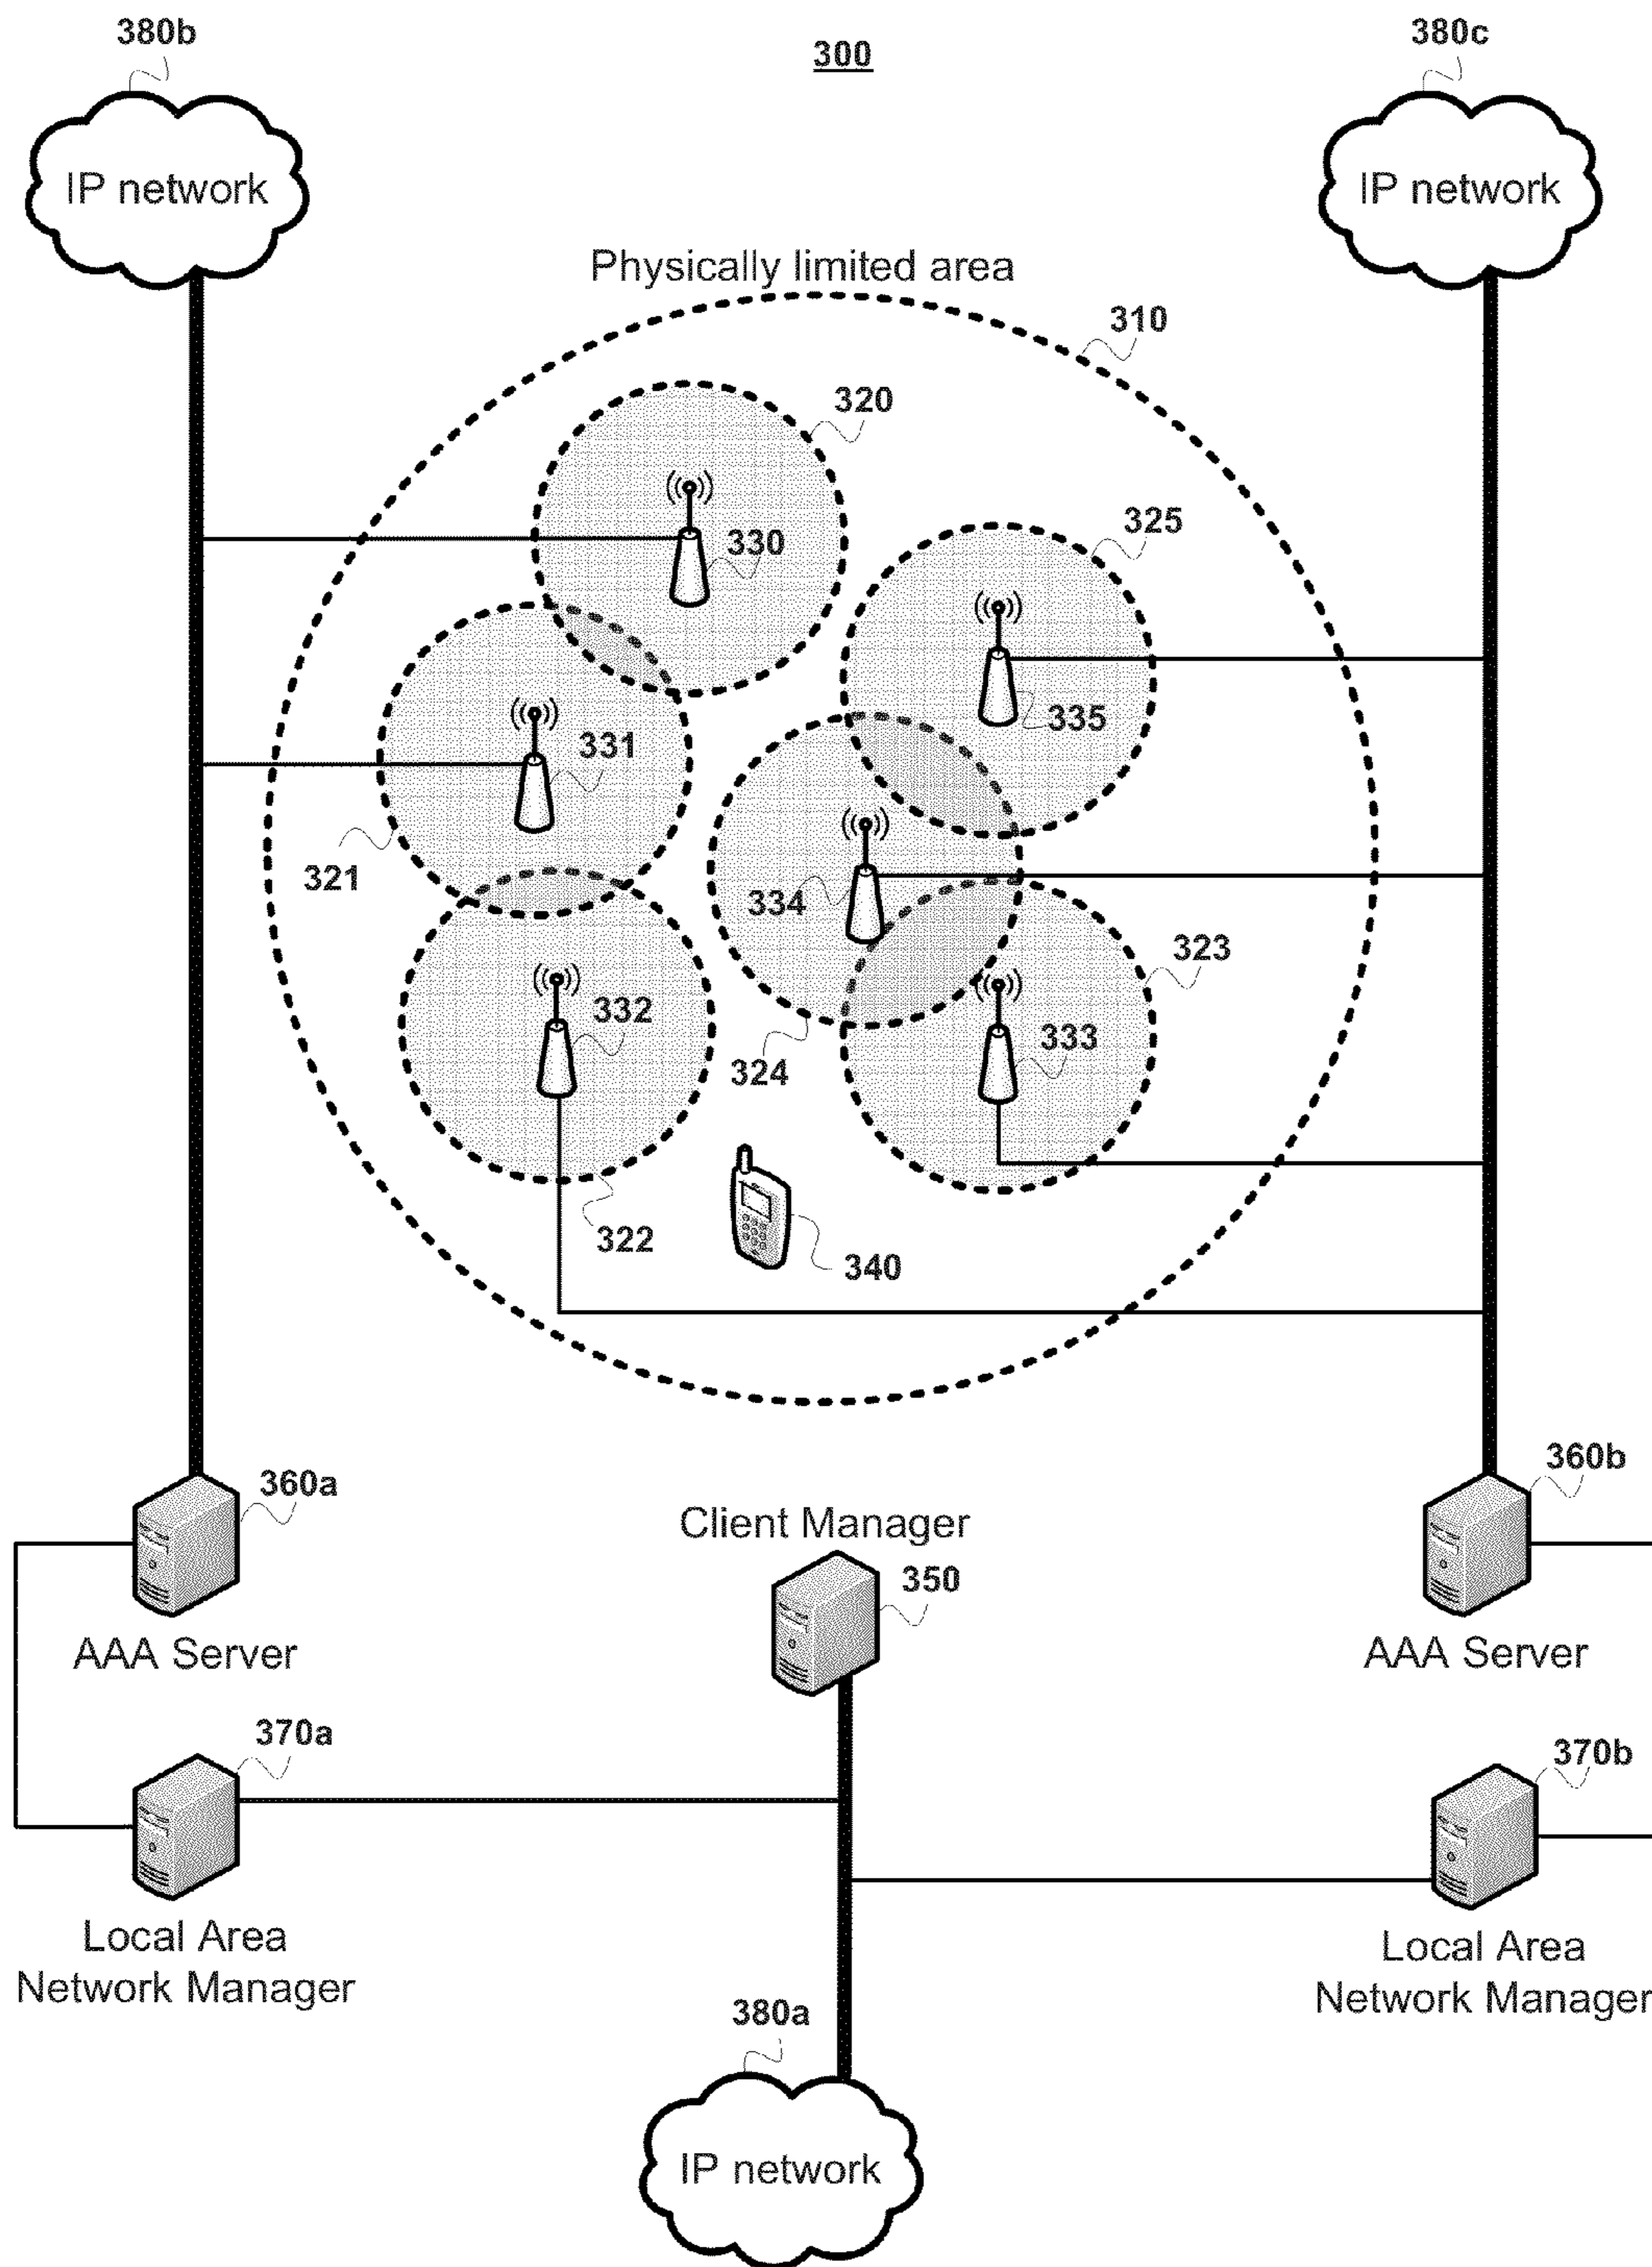 380b
300
380c
IP network
IP network
Physically limited area
310
320
325
330
335
331
321
334
323
332
333
324
322
340
360a
360b
Client Manager
350
AAA Server
AAA Server
370a
370b
Local Area
Network Manager
Local Area
Network Manager
380a
IP network